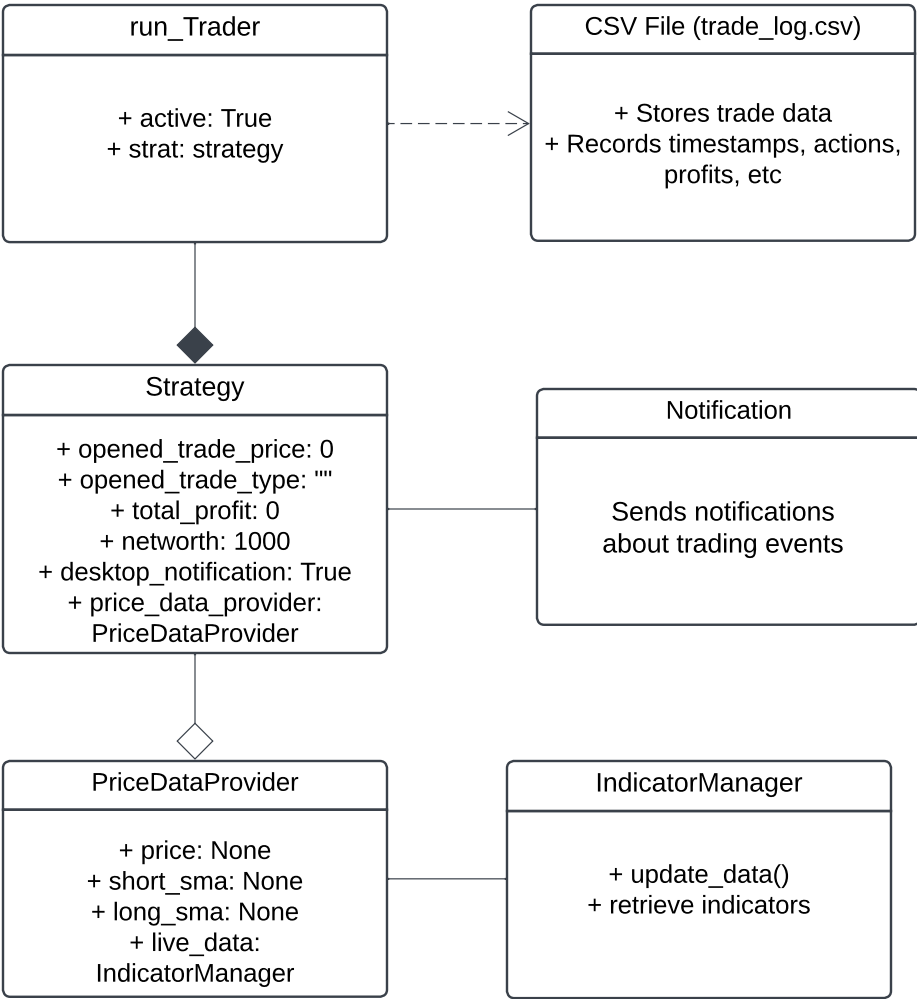 run_Trader
+ active: True
+ strat: strategy
CSV File (trade_log.csv)
+ Stores trade data
+ Records timestamps, actions,
profits, etc
Strategy
+ opened_trade_price: 0
+ opened_trade_type: ""
+ total_profit: 0
+ networth: 1000
+ desktop_notification: True
+ price_data_provider:
PriceDataProvider
Notification
Sends notifications
about trading events
PriceDataProvider
+ price: None
+ short_sma: None
+ long_sma: None
+ live_data:
IndicatorManager
IndicatorManager
+ update_data()
+ retrieve indicators